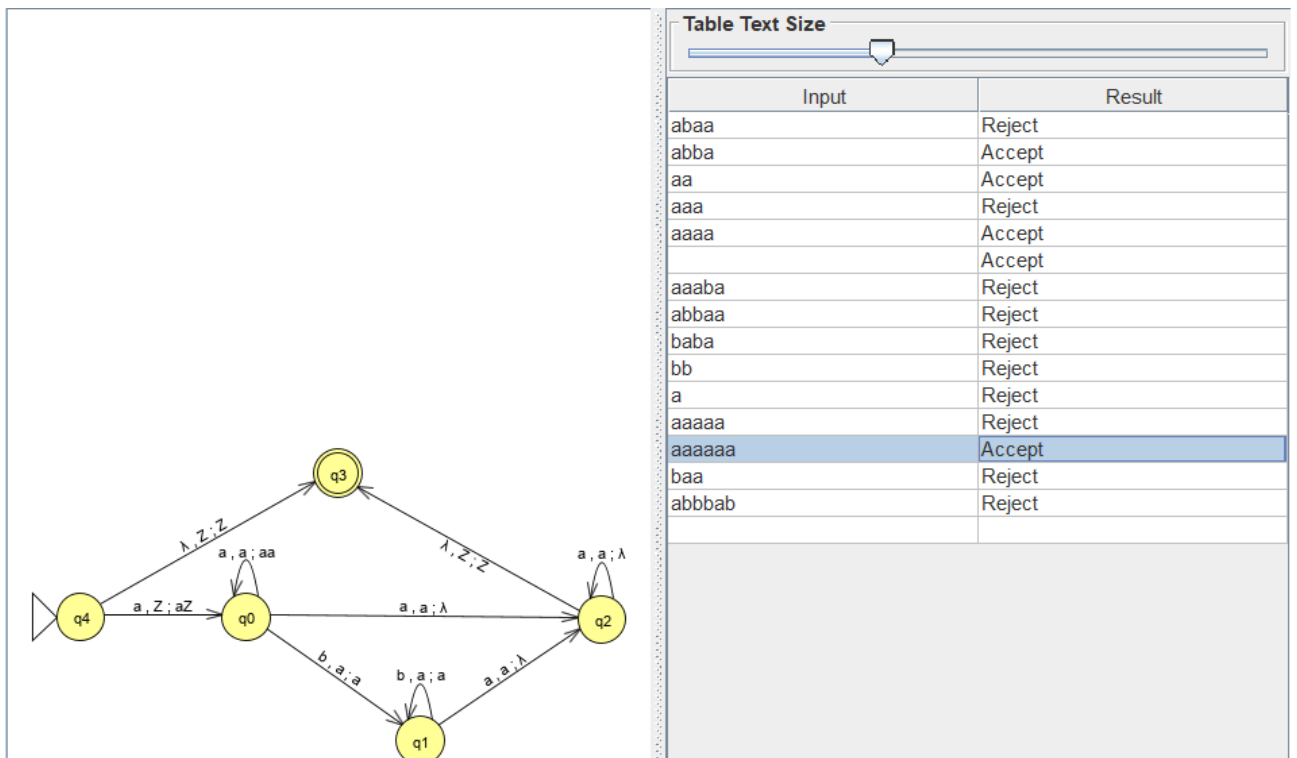 Table Text Size
Input Result
abaa Reject
abba Accept
aa Accept
aaa Reject
aaaa Accept
Accept
aaaba Reject
abbaa Reject
baba Reject
bb Reject
a Reject
aaaaa Reject
aaaaaa Accept
baa Reject
abbbab Reject
q3
λ , Z ; Z
λ , Z ; Z
a , a ; aa
a , a ; λ
q4
a , Z ; aZ
q0
a , a ; λ
q2
b , a ; a
b , a ; a
a , a ; λ
q1